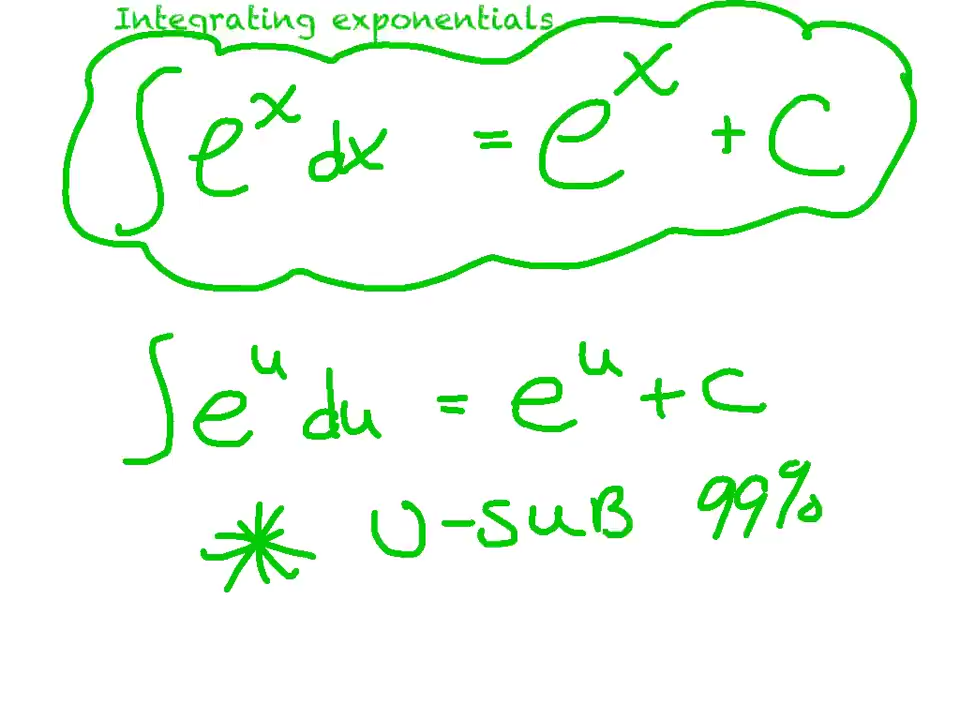 Integrating exponentials
∫ e^x dx = e^x + C
∫ e^u du = e^u + C
* U-SUB 99%